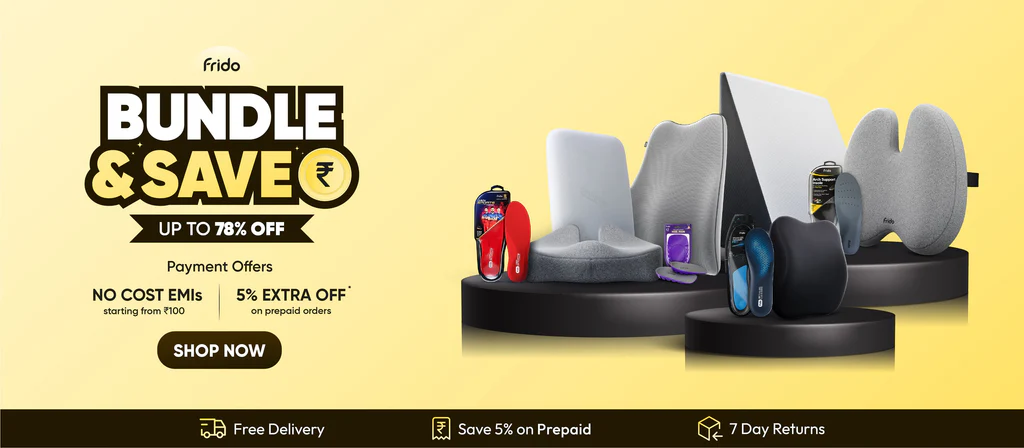 frido
BUNDLE
& SAVE ₹
UP TO 78% OFF
Payment Offers
NO COST EMIs
starting from ₹100
5% EXTRA OFF*
on prepaid orders
SHOP NOW
frido
Free Delivery
Save 5% on Prepaid
7 Day Returns